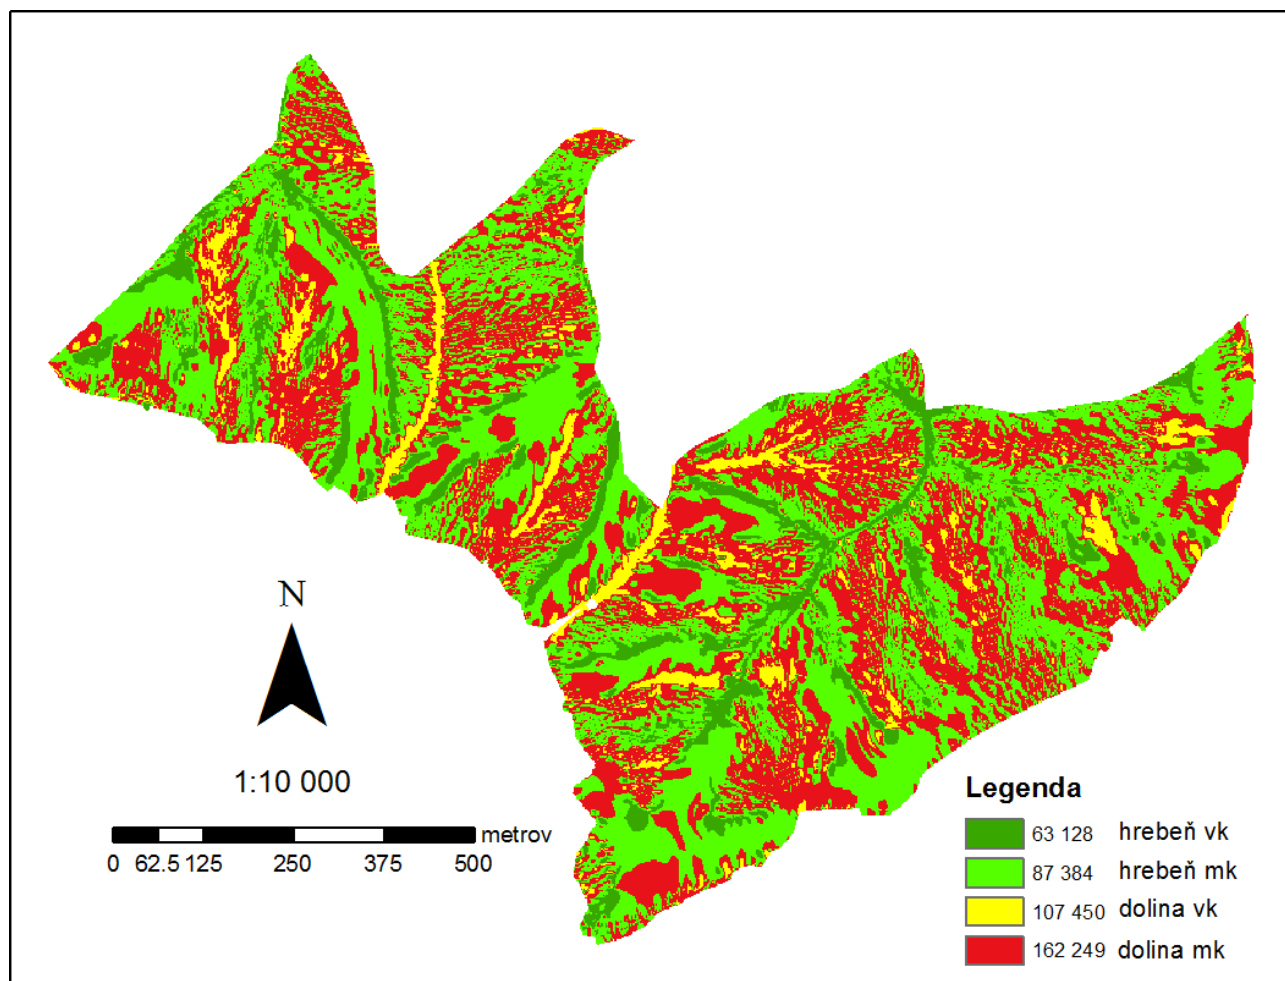 N
1:10 000
metrov
0 62.5 125 250 375 500
Legenda
63 128 hrebeň vk
87 384 hrebeň mk
107 450 dolina vk
162 249 dolina mk